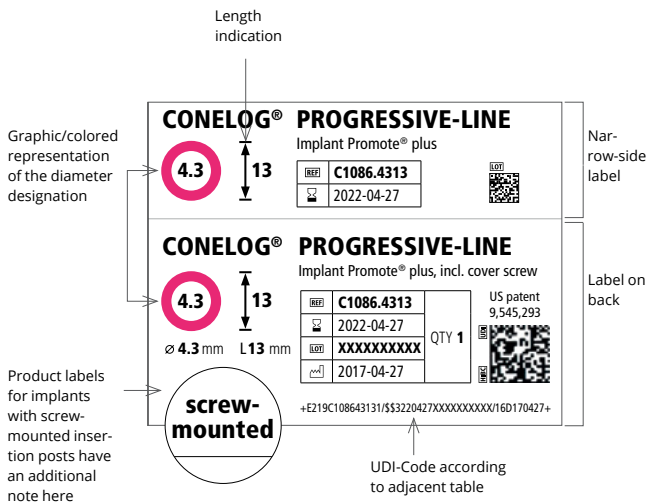 Length
indication
CONELOG® PROGRESSIVE-LINE
Implant Promote® plus
Graphic/colored
representation
of the diameter
designation
4.3
13
REF C1086.4313
2022-04-27
LOT
Nar-
row-side
label
CONELOG® PROGRESSIVE-LINE
Implant Promote® plus, incl. cover screw
4.3
13
⌀ 4.3 mm L13 mm
REF C1086.4313
2022-04-27
LOT XXXXXXXXXX
2017-04-27
QTY 1
US patent
9,545,293
UDI
HIBC
Label on
back
Product labels
for implants
with screw-
mounted inser-
tion posts have
an additional
note here
screw-
mounted
+E219C108643131/$$3220427XXXXXXXXXX/16D170427+
UDI-Code according
to adjacent table